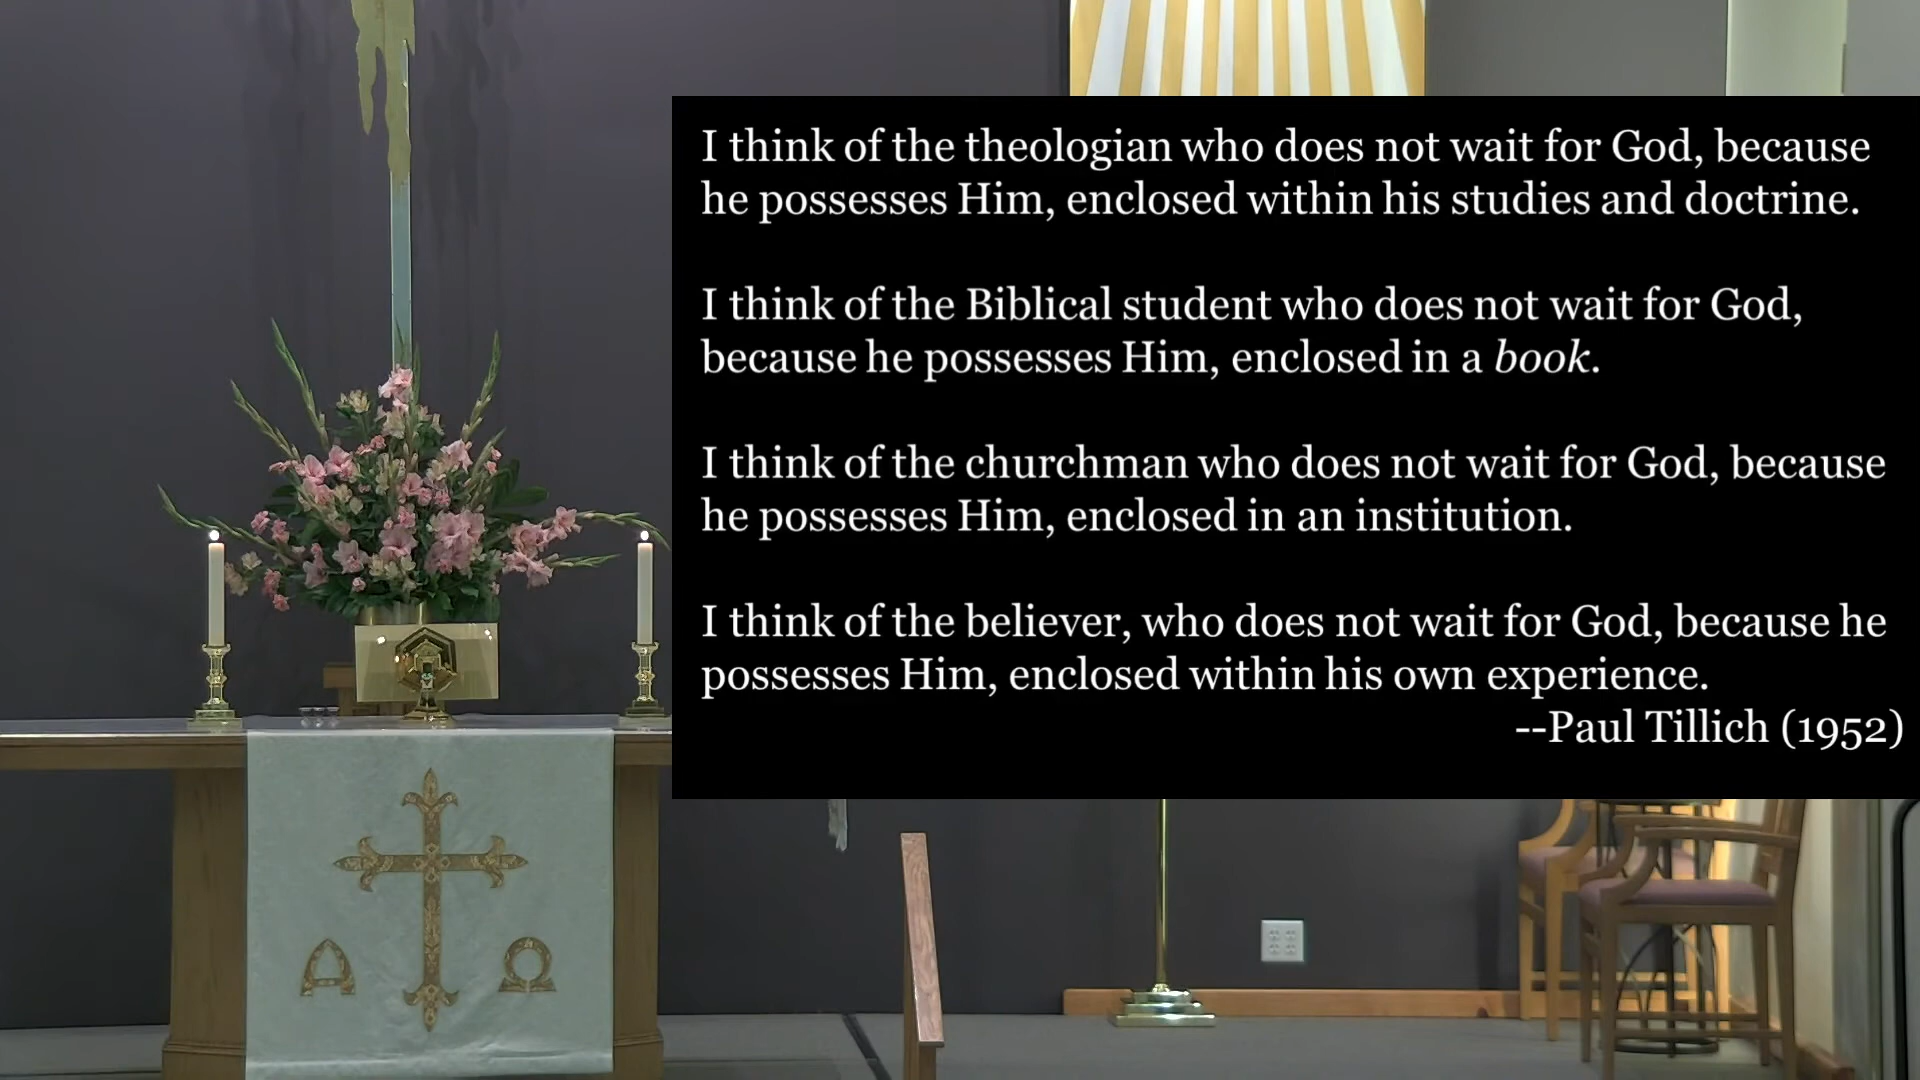 I think of the theologian who does not wait for God, because
he possesses Him, enclosed within his studies and doctrine.
I think of the Biblical student who does not wait for God,
because he possesses Him, enclosed in a book.
I think of the churchman who does not wait for God, because
he possesses Him, enclosed in an institution.
I think of the believer, who does not wait for God, because he
possesses Him, enclosed within his own experience.
--Paul Tillich (1952)
Α Ω